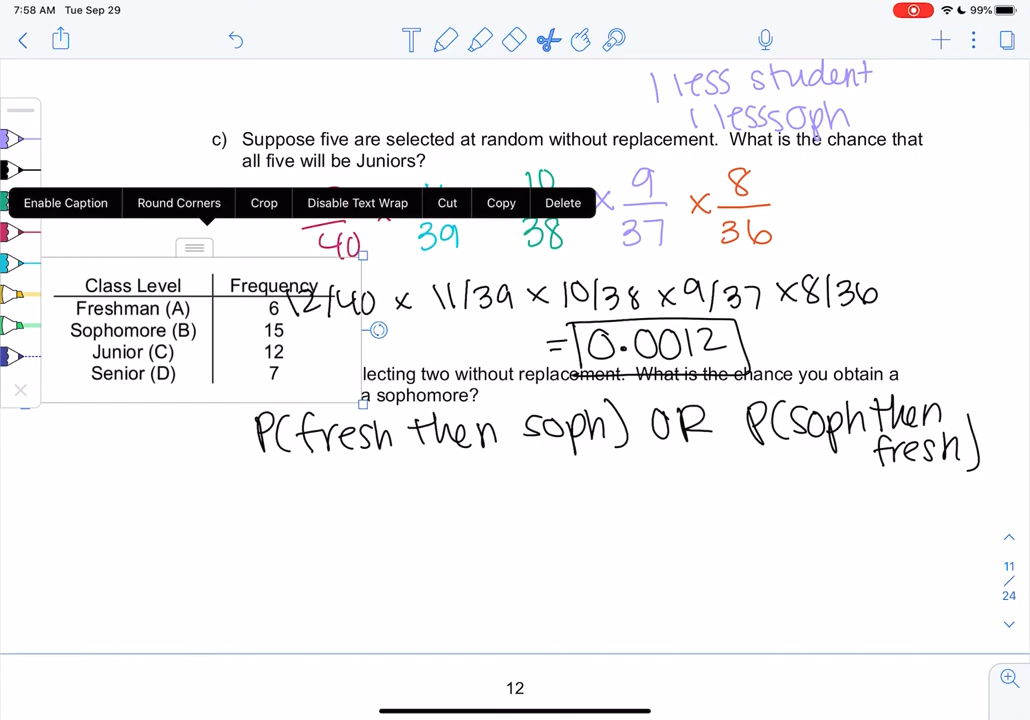 7:58 AM Tue Sep 29
99%
1 less student
1 less soph
c) Suppose five are selected at random without replacement. What is the chance that
all five will be Juniors?
Enable Caption Round Corners Crop Disable Text Wrap Cut Copy Delete
40 × 39 10/38 × 9/37 × 8/36
Class Level Frequency
Freshman (A) 6
Sophomore (B) 15
Junior (C) 12
Senior (D) 7
12/40 × 11/39 × 10/38 × 9/37 × 8/36
= 0.0012
lecting two without replacement. What is the chance you obtain a
a sophomore?
P(fresh then soph) OR P(soph then
fresh)
11
/
24
12